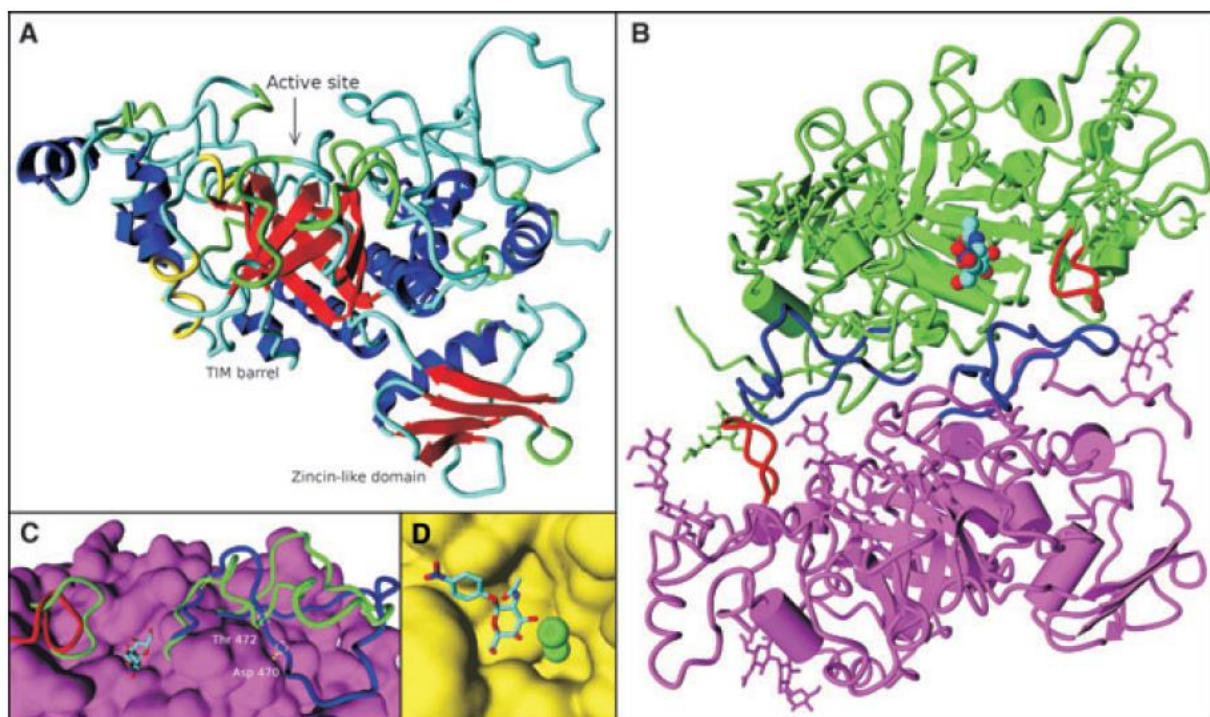 A
Active site
TIM barrel
Zincin-like domain
B
C
Thr 472
Asp 470
D